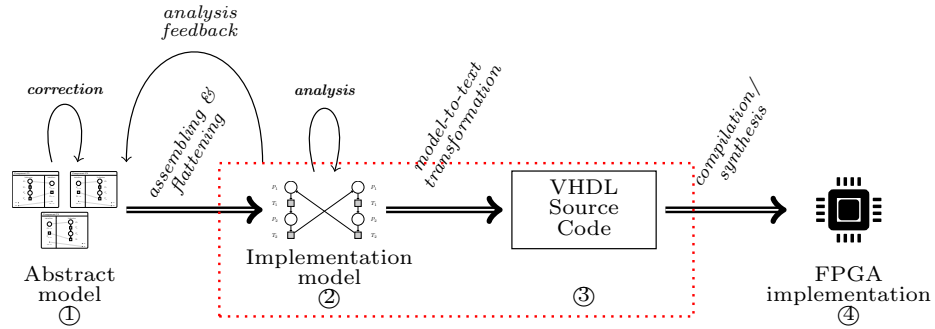 analysis
feedback
correction
analysis
assembling &
flattening
model-to-text
transformation
compilation/
synthesis
VHDL
Source
Code
Abstract
model
①
Implementation
model
②
③
FPGA
implementation
④